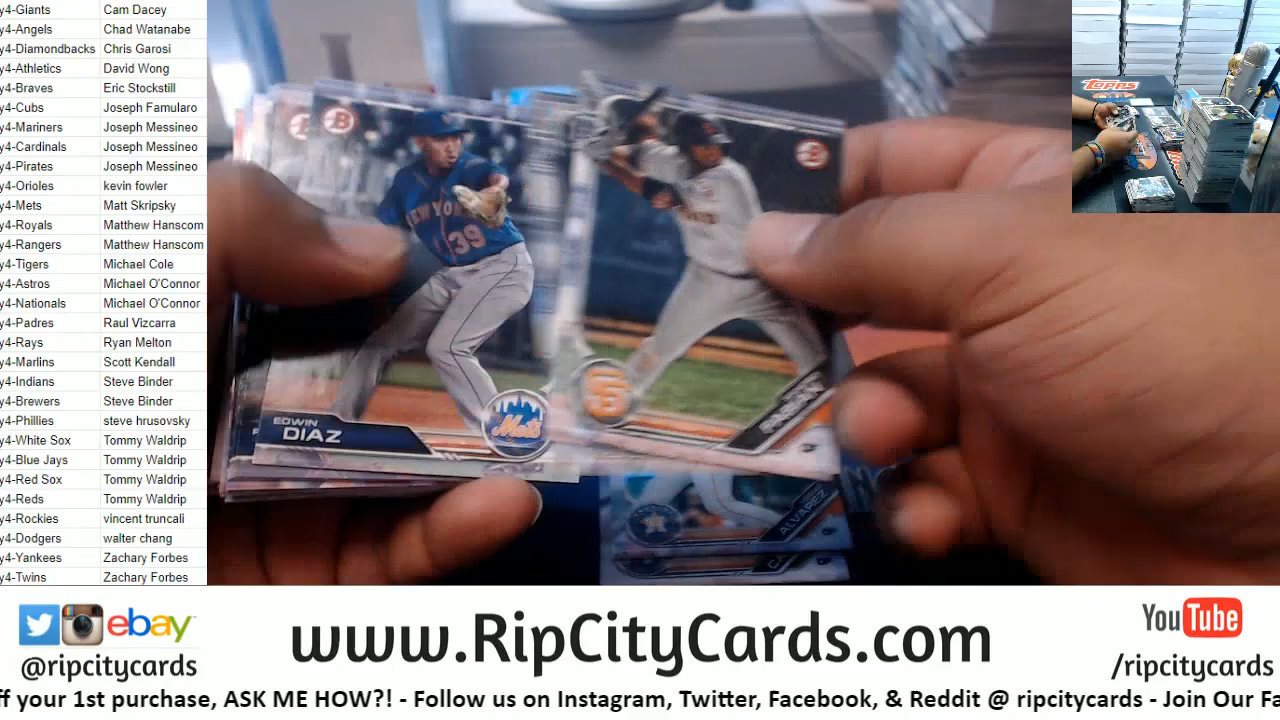 y4-Giants Cam Dacey
y4-Angels Chad Watanabe
y4-Diamondbacks Chris Garosi
y4-Athletics David Wong
y4-Braves Eric Stockstill
y4-Cubs Joseph Famularo
y4-Mariners Joseph Messineo
y4-Cardinals Joseph Messineo
y4-Pirates Joseph Messineo
y4-Orioles kevin fowler
y4-Mets Matt Skripsky
y4-Royals Matthew Hanscom
y4-Rangers Matthew Hanscom
y4-Tigers Michael Cole
y4-Astros Michael O'Connor
y4-Nationals Michael O'Connor
y4-Padres Raul Vizcarra
y4-Rays Ryan Melton
y4-Marlins Scott Kendall
y4-Indians Steve Binder
y4-Brewers Steve Binder
y4-Phillies steve hrusovsky
y4-White Sox Tommy Waldrip
y4-Blue Jays Tommy Waldrip
y4-Red Sox Tommy Waldrip
y4-Reds Tommy Waldrip
y4-Rockies vincent truncali
y4-Dodgers walter chang
y4-Yankees Zachary Forbes
y4-Twins Zachary Forbes
B
B
NEW YORK
39
EDWIN
DIAZ
Mets
SF
ALVAREZ
Topps
ebay
@ripcitycards
www.RipCityCards.com
YouTube
/ripcitycards
ff your 1st purchase, ASK ME HOW?! - Follow us on Instagram, Twitter, Facebook, & Reddit @ ripcitycards - Join Our Fa